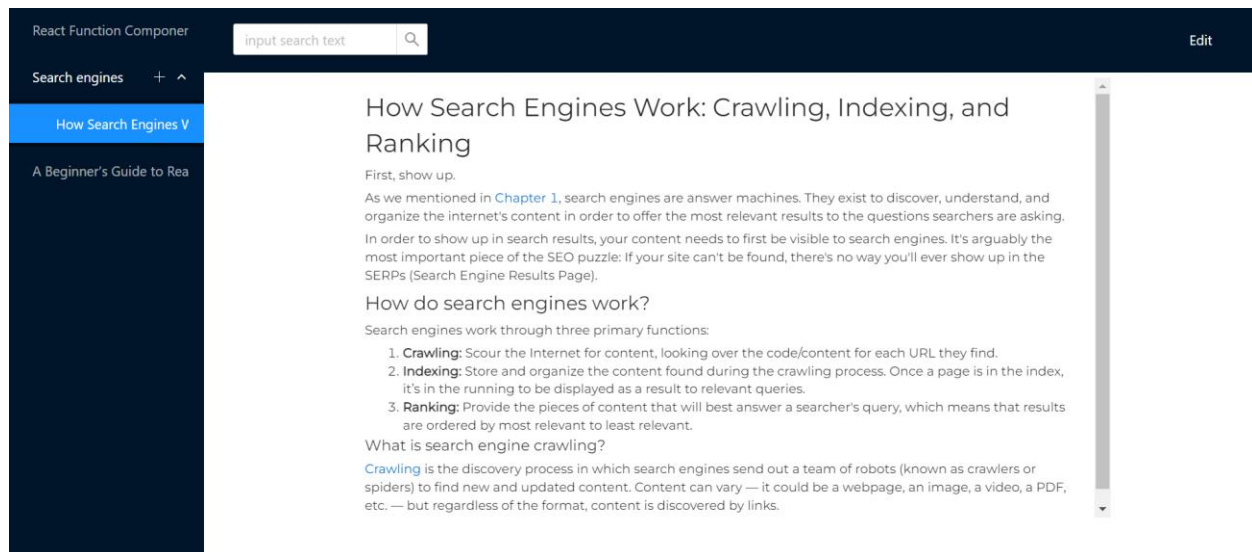 React Function Componer
input search text
Edit
Search engines
How Search Engines V
A Beginner's Guide to Rea
How Search Engines Work: Crawling, Indexing, and
Ranking
First, show up.
As we mentioned in Chapter 1, search engines are answer machines. They exist to discover, understand, and
organize the internet's content in order to offer the most relevant results to the questions searchers are asking.
In order to show up in search results, your content needs to first be visible to search engines. It's arguably the
most important piece of the SEO puzzle: If your site can't be found, there's no way you'll ever show up in the
SERPs (Search Engine Results Page).
How do search engines work?
Search engines work through three primary functions:
1. Crawling: Scour the Internet for content, looking over the code/content for each URL they find.
2. Indexing: Store and organize the content found during the crawling process. Once a page is in the index,
it's in the running to be displayed as a result to relevant queries.
3. Ranking: Provide the pieces of content that will best answer a searcher's query, which means that results
are ordered by most relevant to least relevant.
What is search engine crawling?
Crawling is the discovery process in which search engines send out a team of robots (known as crawlers or
spiders) to find new and updated content. Content can vary — it could be a webpage, an image, a video, a PDF,
etc. — but regardless of the format, content is discovered by links.